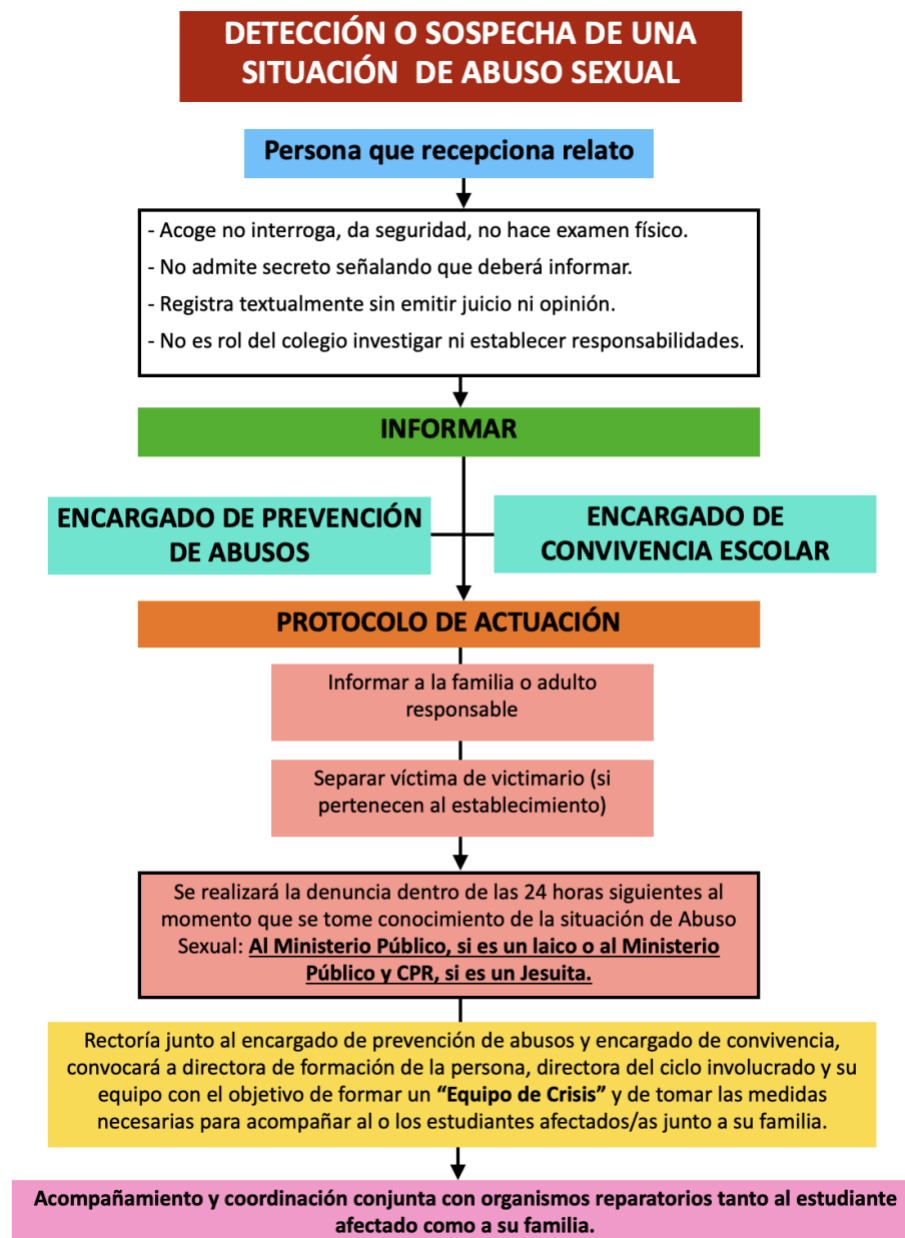 DETECCIÓN O SOSPECHA DE UNA
SITUACIÓN DE ABUSO SEXUAL
Persona que recepciona relato
- Acoge no interroga, da seguridad, no hace examen físico.
- No admite secreto señalando que deberá informar.
- Registra textualmente sin emitir juicio ni opinión.
- No es rol del colegio investigar ni establecer responsabilidades.
INFORMAR
ENCARGADO DE PREVENCIÓN
DE ABUSOS
ENCARGADO DE
CONVIVENCIA ESCOLAR
PROTOCOLO DE ACTUACIÓN
Informar a la familia o adulto
responsable
Separar víctima de victimario (si
pertenecen al establecimiento)
Se realizará la denuncia dentro de las 24 horas siguientes al
momento que se tome conocimiento de la situación de Abuso
Sexual: Al Ministerio Público, si es un laico o al Ministerio
Público y CPR, si es un Jesuita.
Rectoría junto al encargado de prevención de abusos y encargado de convivencia,
convocará a directora de formación de la persona, directora del ciclo involucrado y su
equipo con el objetivo de formar un “Equipo de Crisis” y de tomar las medidas
necesarias para acompañar al o los estudiantes afectados/as junto a su familia.
Acompañamiento y coordinación conjunta con organismos reparatorios tanto al estudiante
afectado como a su familia.